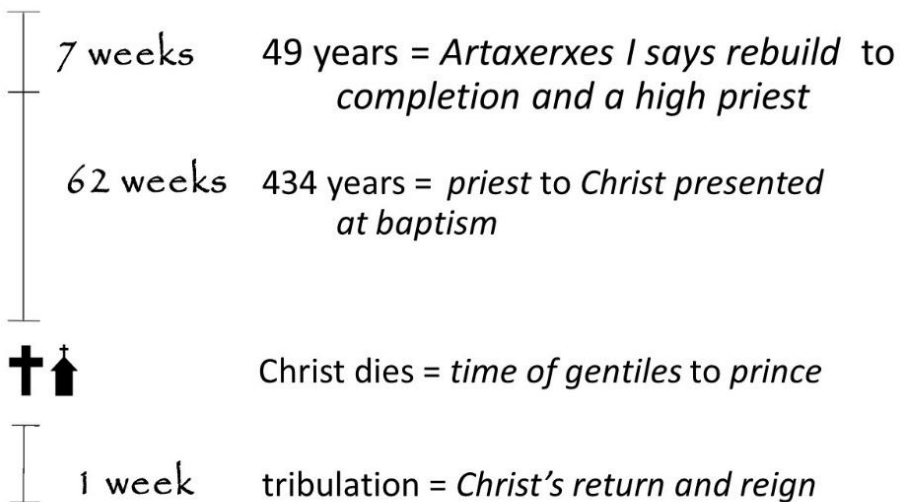 7 weeks 49 years = Artaxerxes I says rebuild to
completion and a high priest
62 weeks 434 years = priest to Christ presented
at baptism
Christ dies = time of gentiles to prince
1 week tribulation = Christ's return and reign